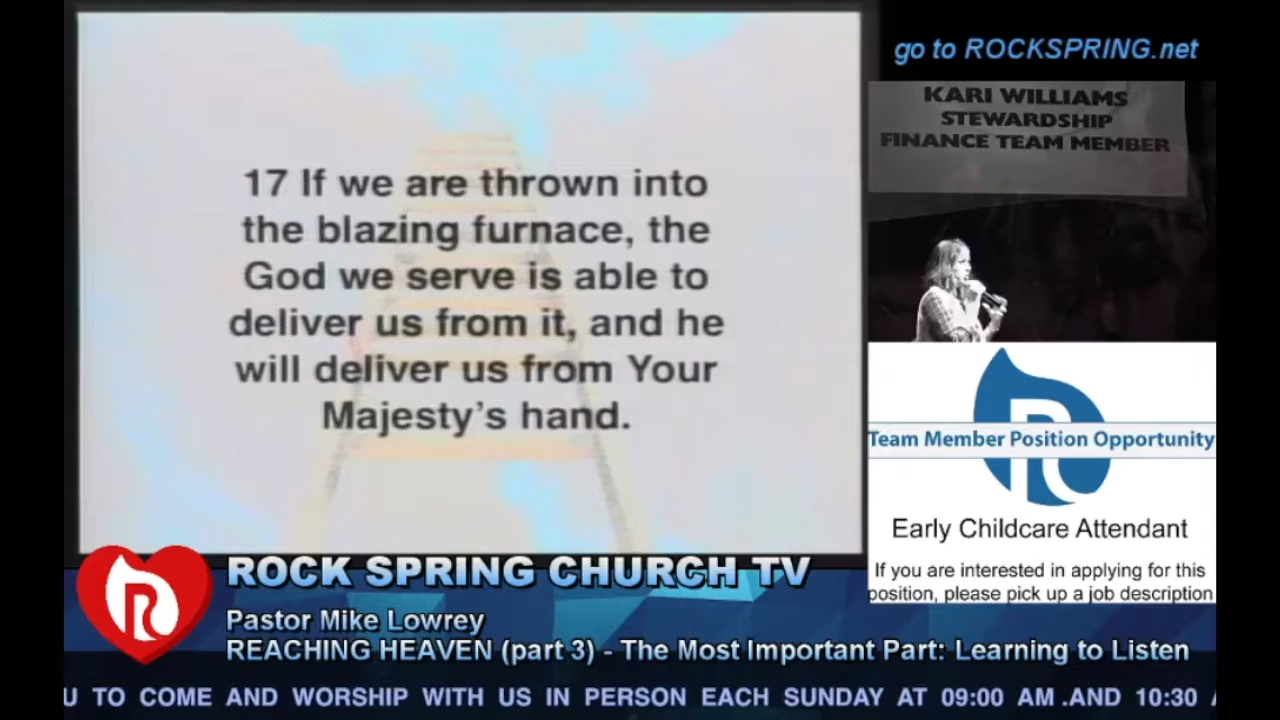 17 If we are thrown into
the blazing furnace, the
God we serve is able to
deliver us from it, and he
will deliver us from Your
Majesty's hand.
go to ROCKSPRING.net
KARI WILLIAMS
STEWARDSHIP
FINANCE TEAM MEMBER
Team Member Position Opportunity
Early Childcare Attendant
If you are interested in applying for this
position, please pick up a job description
ROCK SPRING CHURCH TV
Pastor Mike Lowrey
REACHING HEAVEN (part 3) - The Most Important Part: Learning to Listen
TO COME AND WORSHIP WITH US IN PERSON EACH SUNDAY AT 09:00 AM .AND 10:30